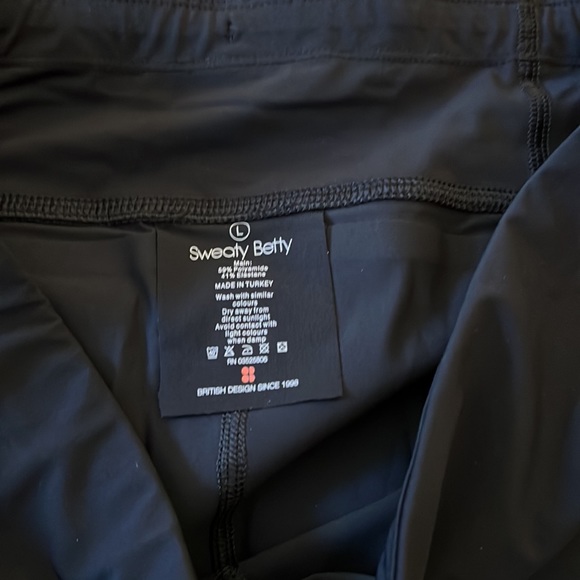 L
Sweaty Betty
Main:
59% Polyamide
41% Elastane
MADE IN TURKEY
Wash with similar
colours
Dry away from
direct sunlight
Avoid contact with
light colours
when damp
RN
BRITISH DESIGN SINCE 1998